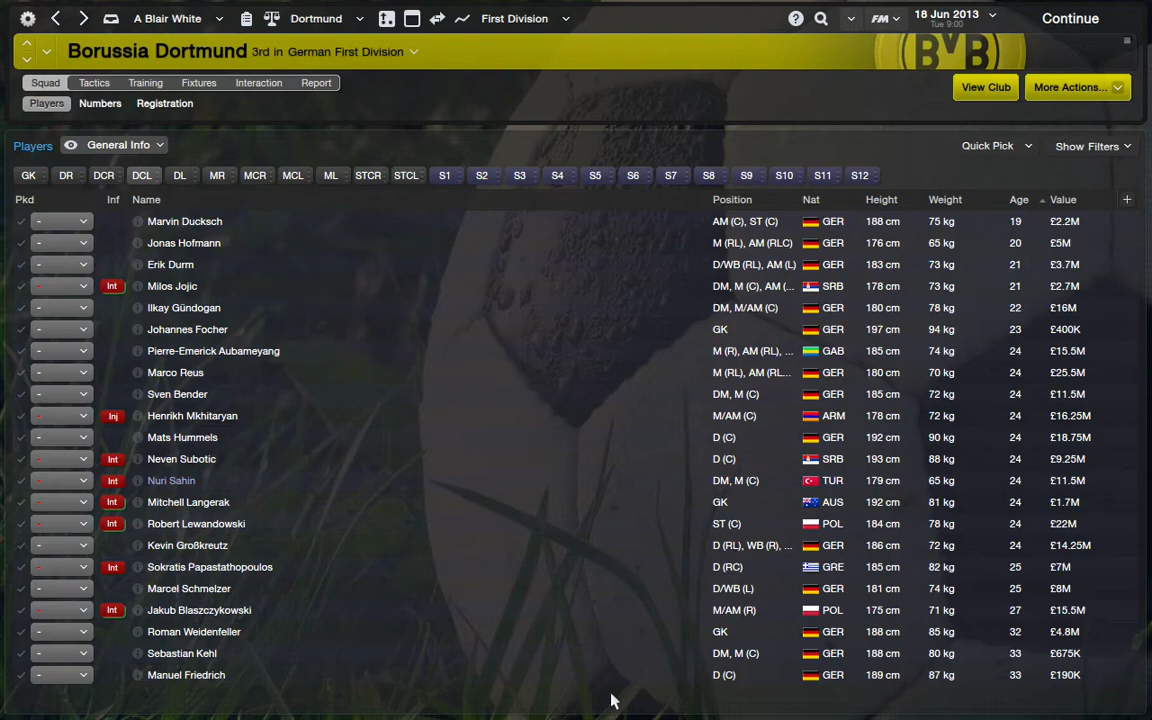 A Blair White Dortmund First Division ? FM 18 Jun 2013 Tue 9:00 Continue
Borussia Dortmund 3rd in German First Division BVB
Squad Tactics Training Fixtures Interaction Report
View Club More Actions...
Players Numbers Registration
Players General Info Quick Pick Show Filters
GK DR DCR DCL DL MR MCR MCL ML STCR STCL S1 S2 S3 S4 S5 S6 S7 S8 S9 S10 S11 S12
Pkd Inf Name Position Nat Height Weight Age Value +
- Marvin Ducksch AM (C), ST (C) GER 188 cm 75 kg 19 £2.2M
- Jonas Hofmann M (RL), AM (RLC) GER 176 cm 65 kg 20 £5M
- Erik Durm D/WB (RL), AM (L) GER 183 cm 73 kg 21 £3.7M
- Int Milos Jojic DM, M (C), AM (... SRB 178 cm 73 kg 21 £2.7M
- Ilkay Gündogan DM, M/AM (C) GER 180 cm 78 kg 22 £16M
- Johannes Focher GK GER 197 cm 94 kg 23 £400K
- Pierre-Emerick Aubameyang M (R), AM (RL), ... GAB 185 cm 74 kg 24 £15.5M
- Marco Reus M (RL), AM (RL... GER 180 cm 70 kg 24 £25.5M
- Sven Bender DM, M (C) GER 185 cm 72 kg 24 £11.5M
- Inj Henrikh Mkhitaryan M/AM (C) ARM 178 cm 72 kg 24 £16.25M
- Mats Hummels D (C) GER 192 cm 90 kg 24 £18.75M
- Int Neven Subotic D (C) SRB 193 cm 88 kg 24 £9.25M
- Int Nuri Sahin DM, M (C) TUR 179 cm 65 kg 24 £11.5M
- Int Mitchell Langerak GK AUS 192 cm 81 kg 24 £1.7M
- Int Robert Lewandowski ST (C) POL 184 cm 78 kg 24 £22M
- Kevin Großkreutz D (RL), WB (R), ... GER 186 cm 72 kg 24 £14.25M
- Int Sokratis Papastathopoulos D (RC) GRE 185 cm 82 kg 25 £7M
- Marcel Schmelzer D/WB (L) GER 181 cm 74 kg 25 £8M
- Int Jakub Blaszczykowski M/AM (R) POL 175 cm 71 kg 27 £15.5M
- Roman Weidenfeller GK GER 188 cm 85 kg 32 £4.8M
- Sebastian Kehl DM, M (C) GER 188 cm 80 kg 33 £675K
- Manuel Friedrich D (C) GER 189 cm 87 kg 33 £190K